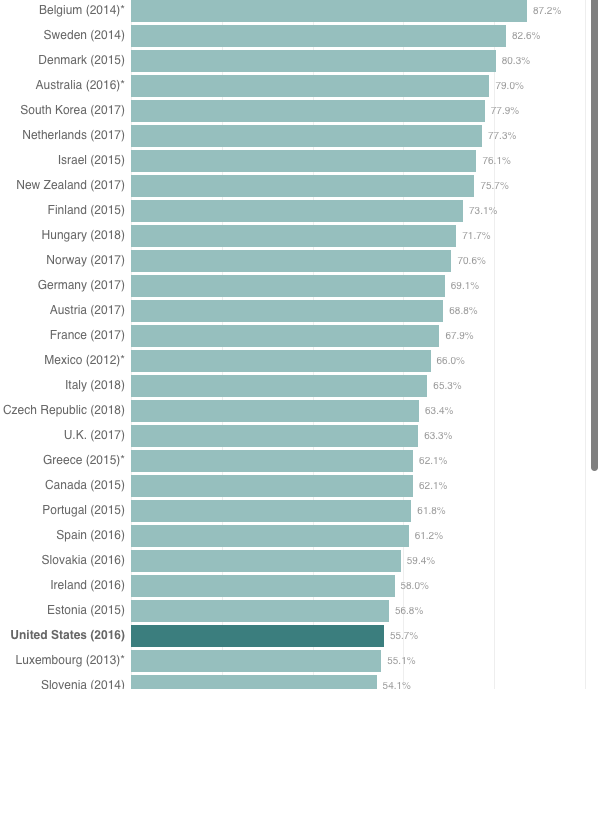 Belgium (2014)* 87.2%
Sweden (2014) 82.6%
Denmark (2015) 80.3%
Australia (2016)* 79.0%
South Korea (2017) 77.9%
Netherlands (2017) 77.3%
Israel (2015) 76.1%
New Zealand (2017) 75.7%
Finland (2015) 73.1%
Hungary (2018) 71.7%
Norway (2017) 70.6%
Germany (2017) 69.1%
Austria (2017) 68.8%
France (2017) 67.9%
Mexico (2012)* 66.0%
Italy (2018) 65.3%
Czech Republic (2018) 63.4%
U.K. (2017) 63.3%
Greece (2015)* 62.1%
Canada (2015) 62.1%
Portugal (2015) 61.8%
Spain (2016) 61.2%
Slovakia (2016) 59.4%
Ireland (2016) 58.0%
Estonia (2015) 56.8%
United States (2016) 55.7%
Luxembourg (2013)* 55.1%
Slovenia (2014) 54.1%